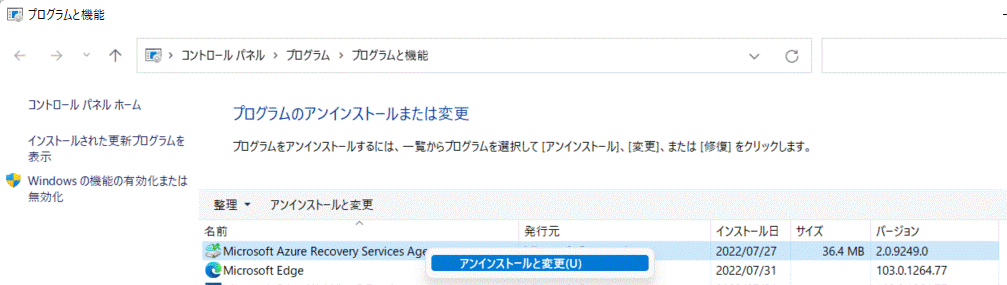 プログラムと機能
コントロール パネル › プログラム › プログラムと機能
コントロール パネル ホーム
インストールされた更新プログラムを
表示
Windows の機能の有効化または
無効化
プログラムのアンインストールまたは変更
プログラムをアンインストールするには、一覧からプログラムを選択して [アンインストール]、[変更]、または [修復] をクリックします。
整理 アンインストールと変更
名前 発行元 インストール日 サイズ バージョン
Microsoft Azure Recovery Services Age 2022/07/27 36.4 MB 2.0.9249.0
アンインストールと変更(U)
Microsoft Edge 2022/07/31 103.0.1264.77